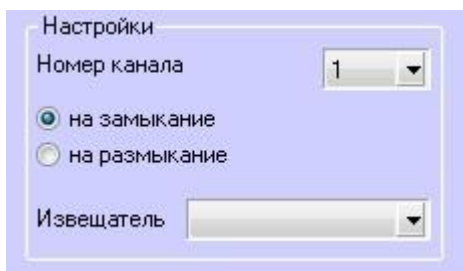 Настройки
Номер канала 1
на замыкание
на размыкание
Извещатель